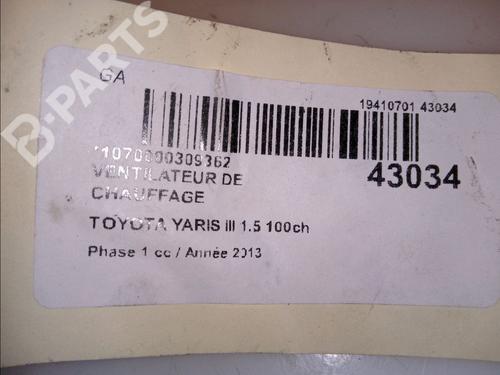 B-PARTS
GA
19410701 43034
43034
VENTILATEUR DE
CHAUFFAGE
TOYOTA YARIS III 1.5 100ch
Phase 1 cc / Année 2013